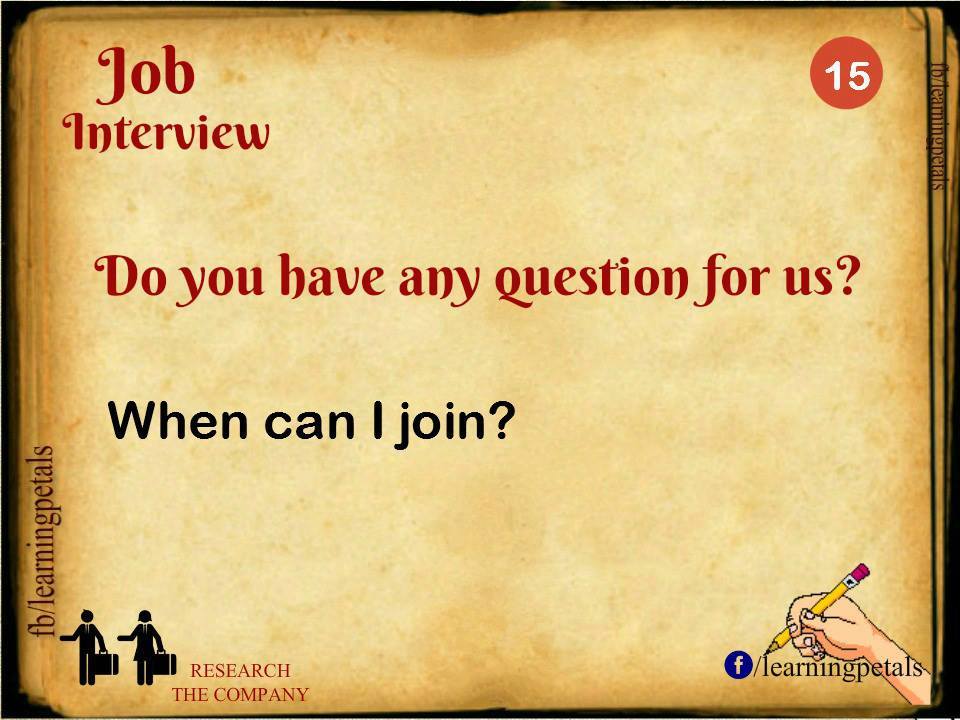 Job
Interview
15
fb/learningpetals
Do you have any question for us?
When can I join?
fb/learningpetals
RESEARCH
THE COMPANY
f/learningpetals